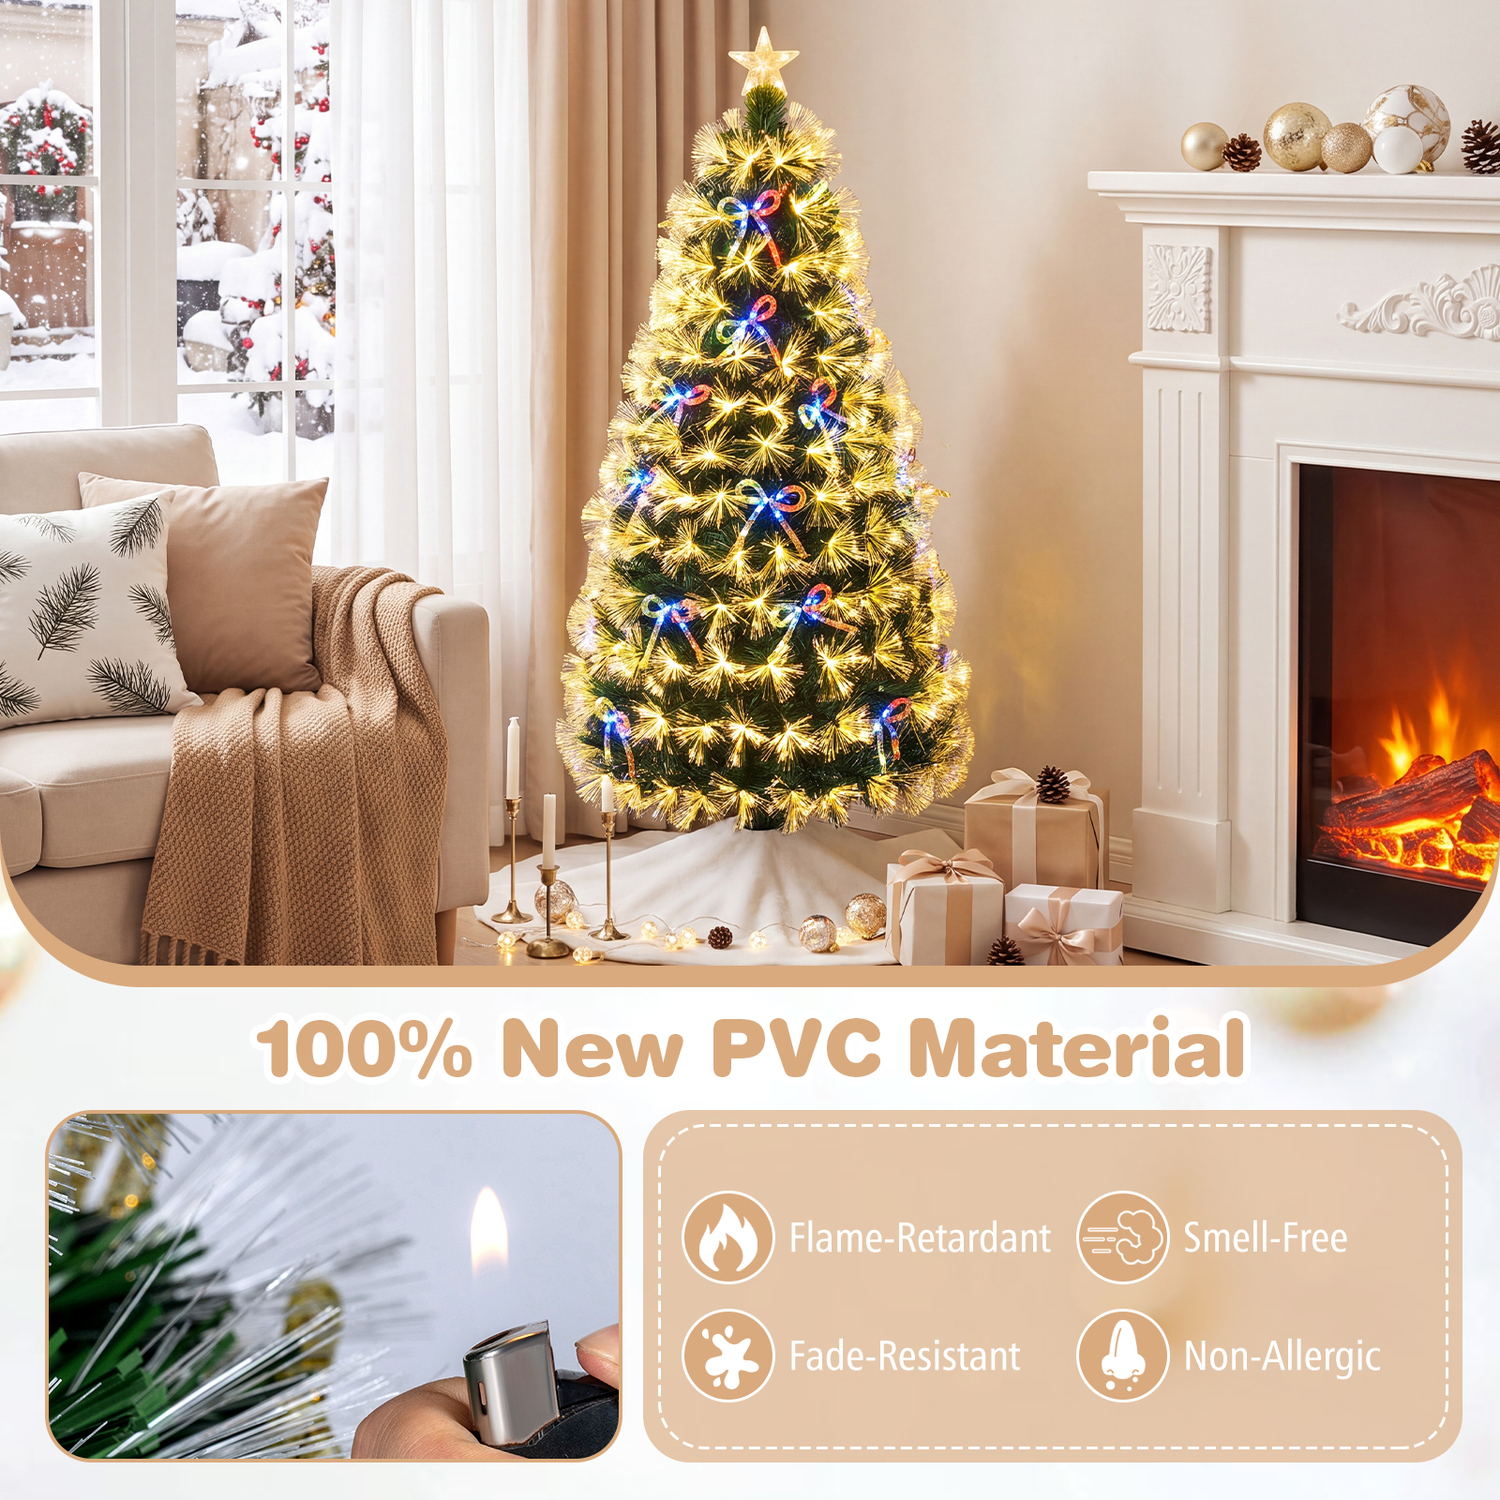 100% New PVC Material
Flame-Retardant
Smell-Free
Fade-Resistant
Non-Allergic